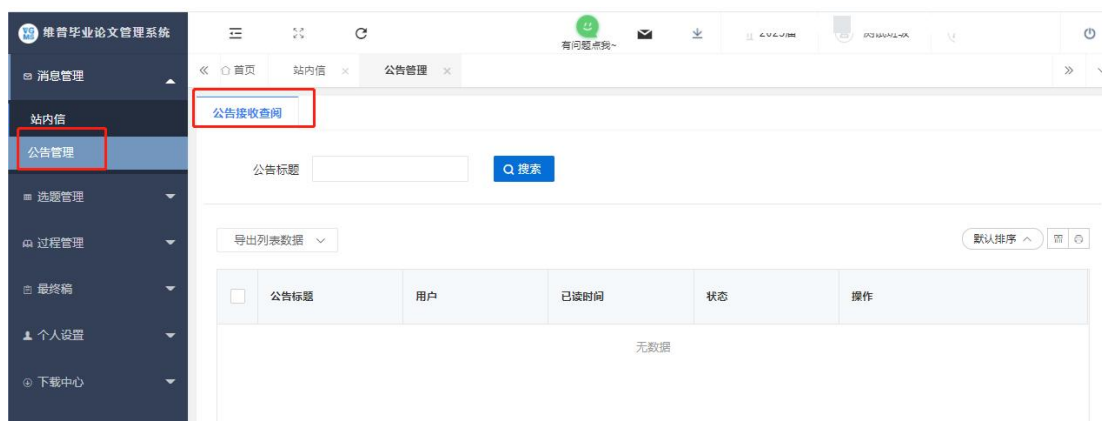 维普毕业论文管理系统
有问题点我~
消息管理
首页
站内信
公告管理
站内信
公告接收查阅
公告管理
公告标题
搜索
选题管理
过程管理
导出列表数据
默认排序
最终稿
公告标题
用户
已读时间
状态
操作
个人设置
无数据
下载中心